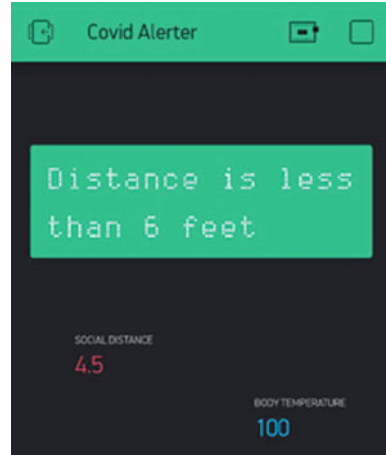 Covid Alerter
Distance is less
than 6 feet
SOCIAL DISTANCE
4.5
BODY TEMPERATURE
100